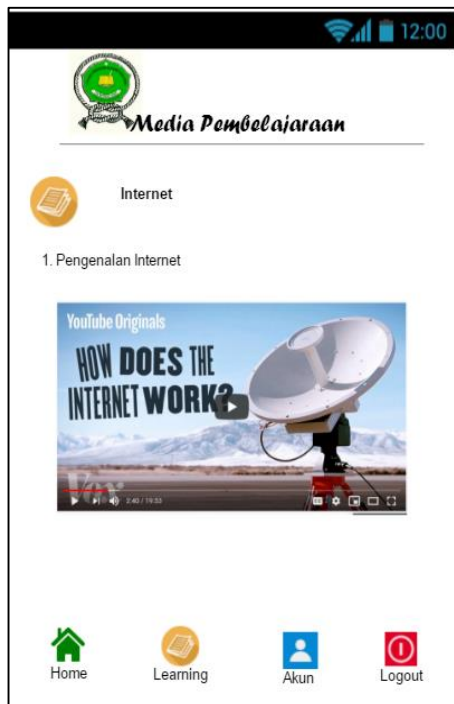 12:00
Media Pembelajaraan
Internet
1. Pengenalan Internet
YouTube Originals
HOW DOES THE
INTERNET WORK?
Vox
2:40 / 19:53
Home
Learning
Akun
Logout